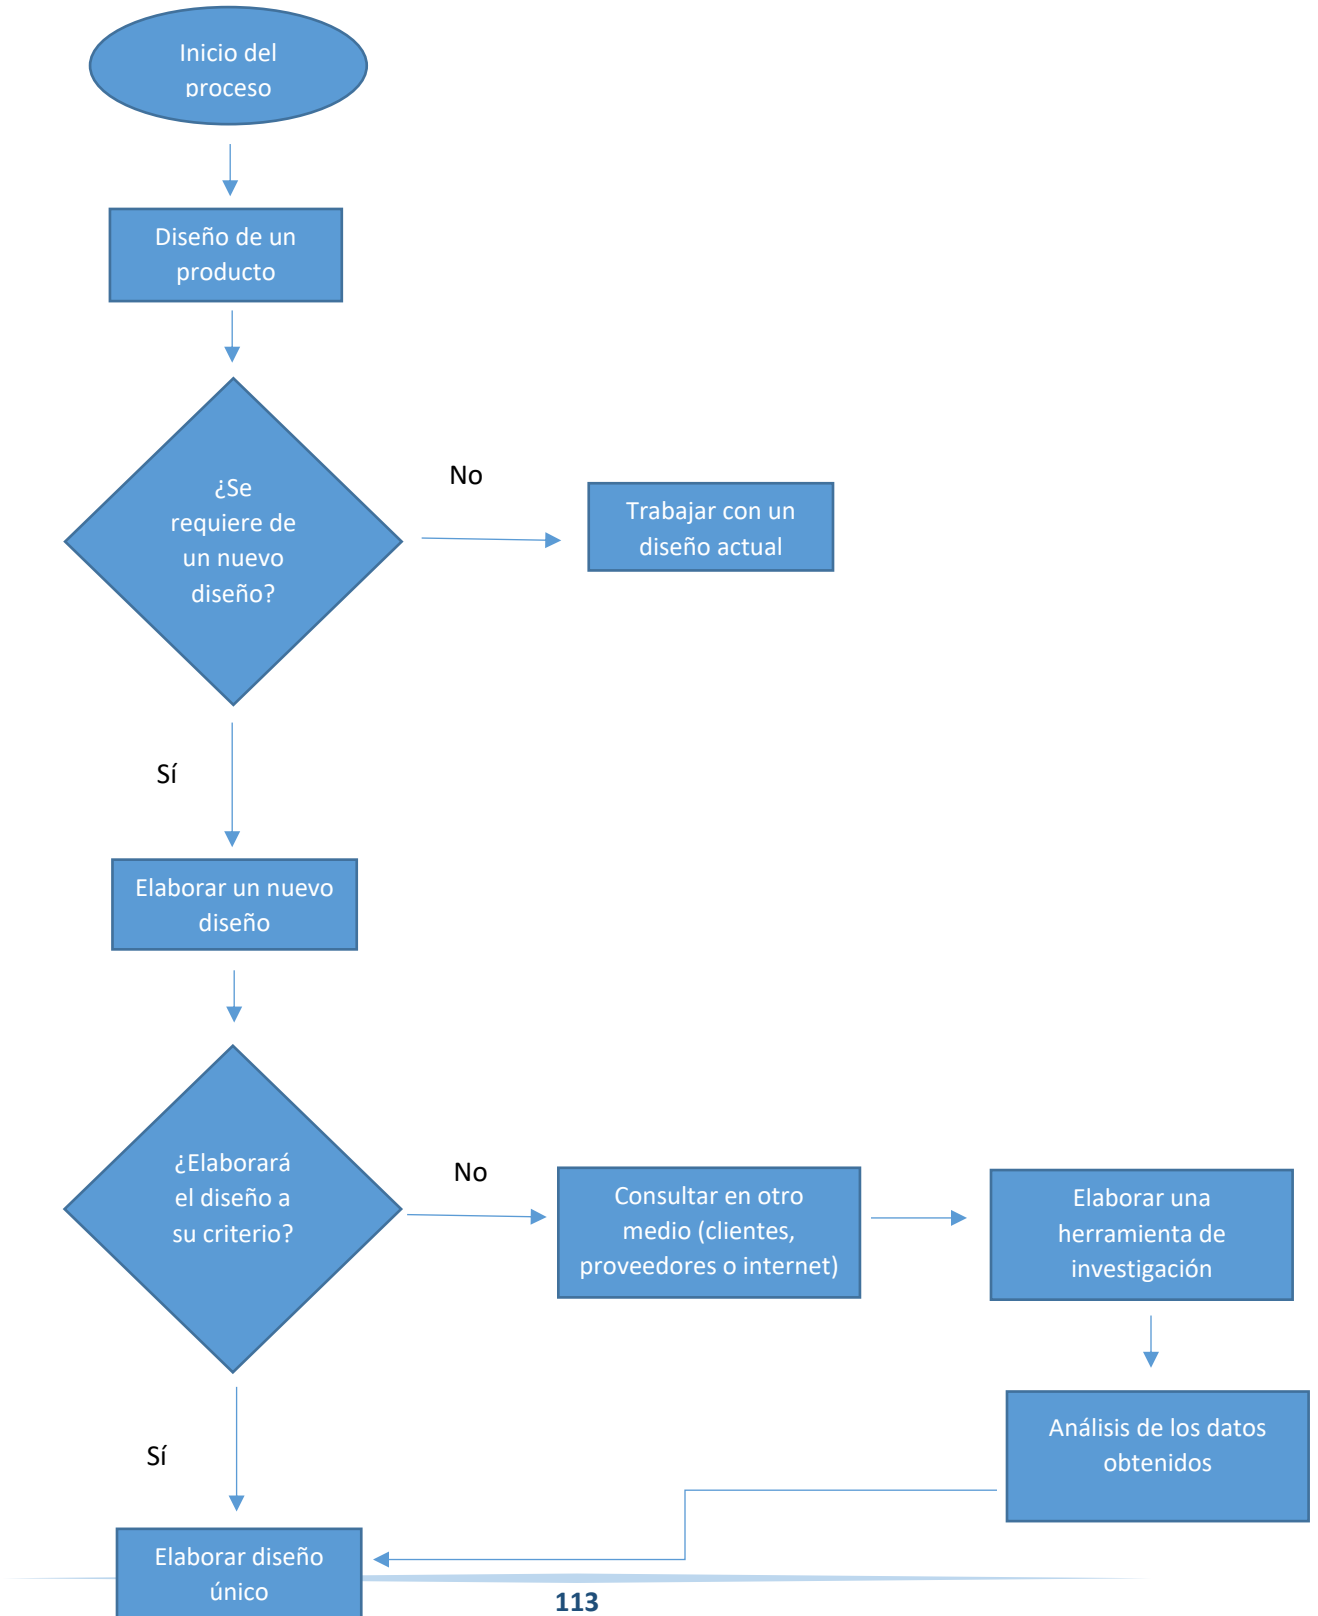 Inicio del
proceso
Diseño de un
producto
¿Se
requiere de
un nuevo
diseño?
No
Trabajar con un
diseño actual
Sí
Elaborar un nuevo
diseño
¿Elaborará
el diseño a
su criterio?
No
Consultar en otro
medio (clientes,
proveedores o internet)
Elaborar una
herramienta de
investigación
Análisis de los datos
obtenidos
Sí
Elaborar diseño
único
113